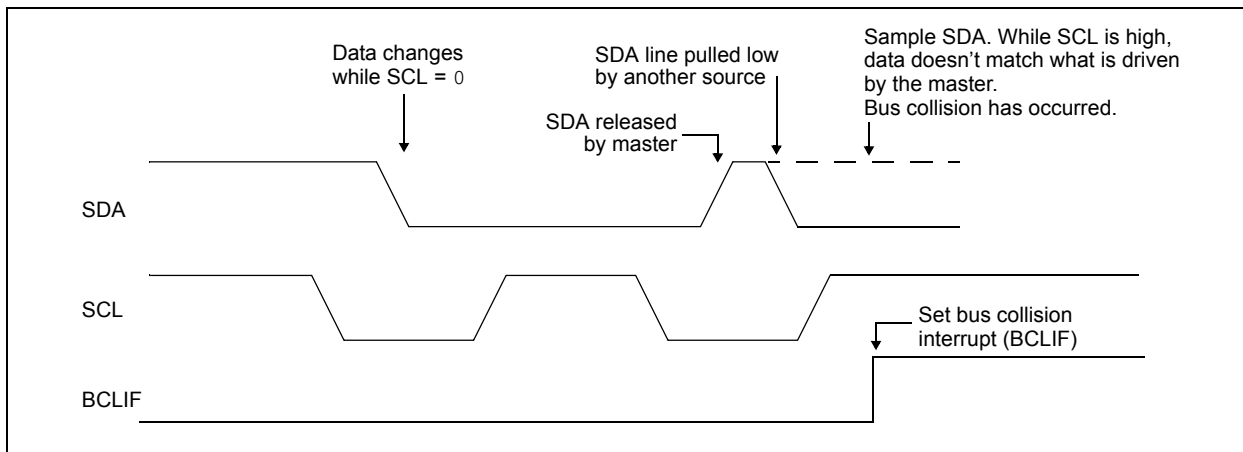 Data changes
while SCL = 0
SDA line pulled low
by another source
Sample SDA. While SCL is high,
data doesn’t match what is driven
by the master.
Bus collision has occurred.
SDA released
by master
SDA
SCL
Set bus collision
interrupt (BCLIF)
BCLIF